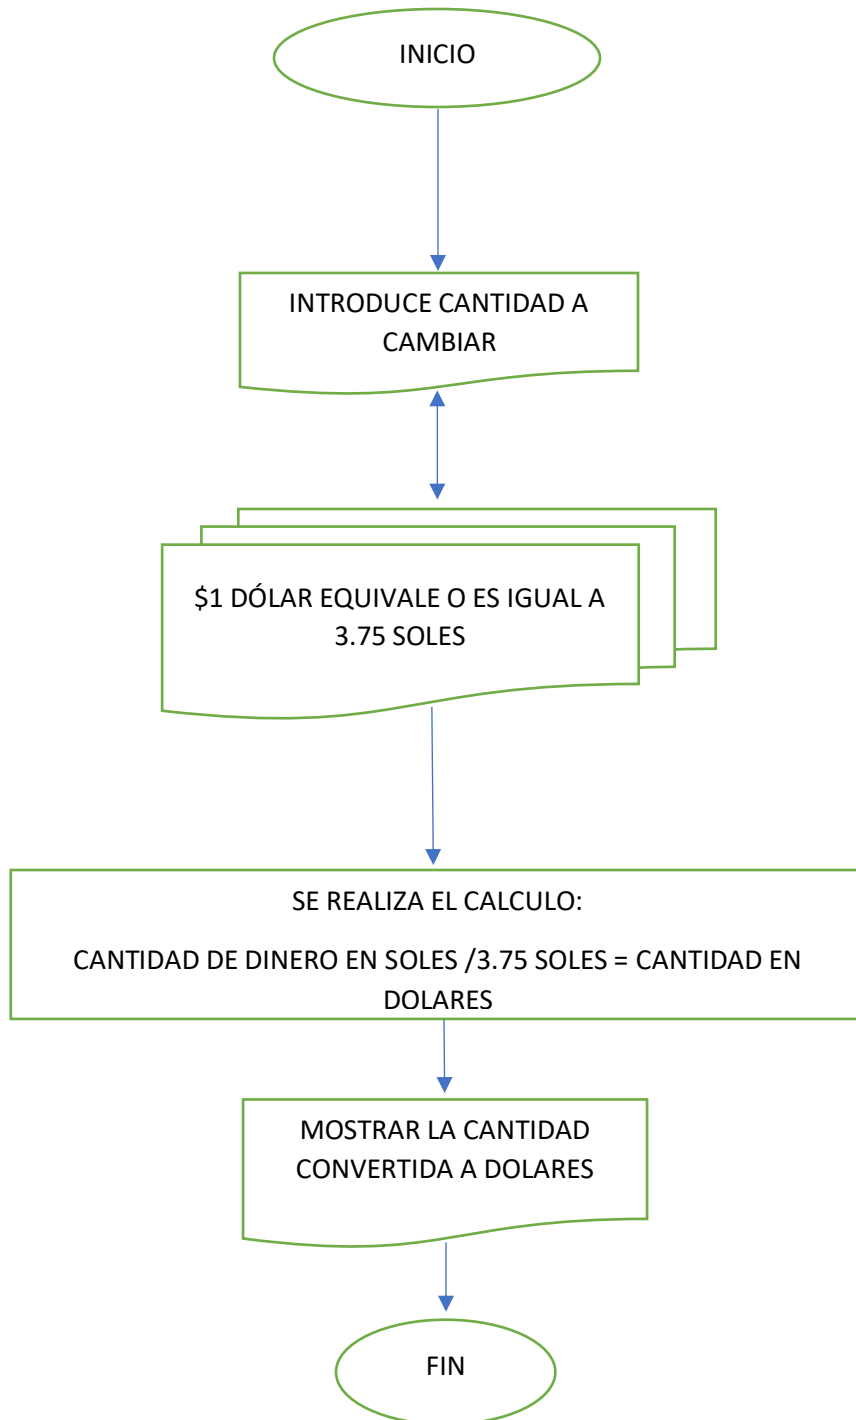 INICIO
INTRODUCE CANTIDAD A
CAMBIAR
$1 DÓLAR EQUIVALE O ES IGUAL A
3.75 SOLES
SE REALIZA EL CALCULO:
CANTIDAD DE DINERO EN SOLES /3.75 SOLES = CANTIDAD EN
DOLARES
MOSTRAR LA CANTIDAD
CONVERTIDA A DOLARES
FIN